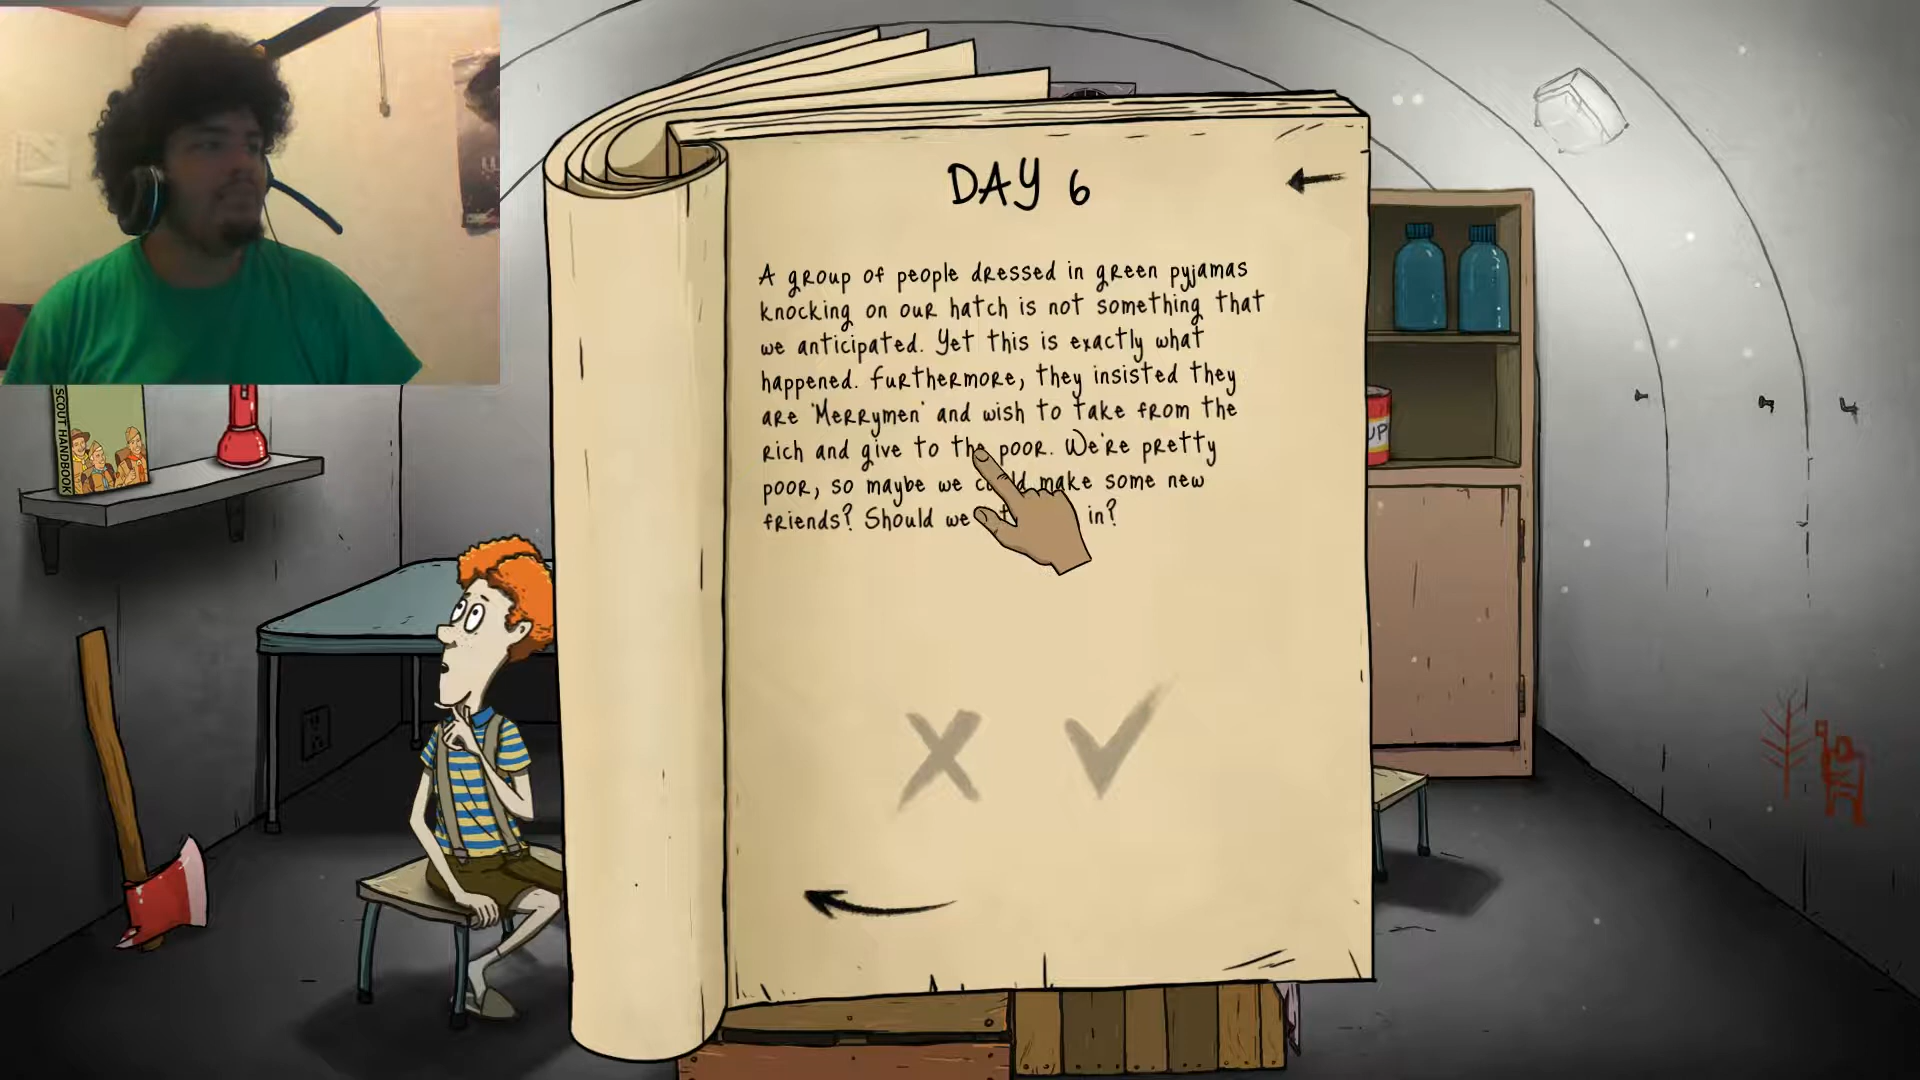 DAY 6
A group of people dressed in green pyjamas
knocking on our hatch is not something that
we anticipated. Yet this is exactly what
happened. Furthermore, they insisted they
are 'Merrymen' and wish to take from the
rich and give to the poor. We're pretty
poor, so maybe we could make some new
friends? Should we in?
SCOUT HANDBOOK
UP